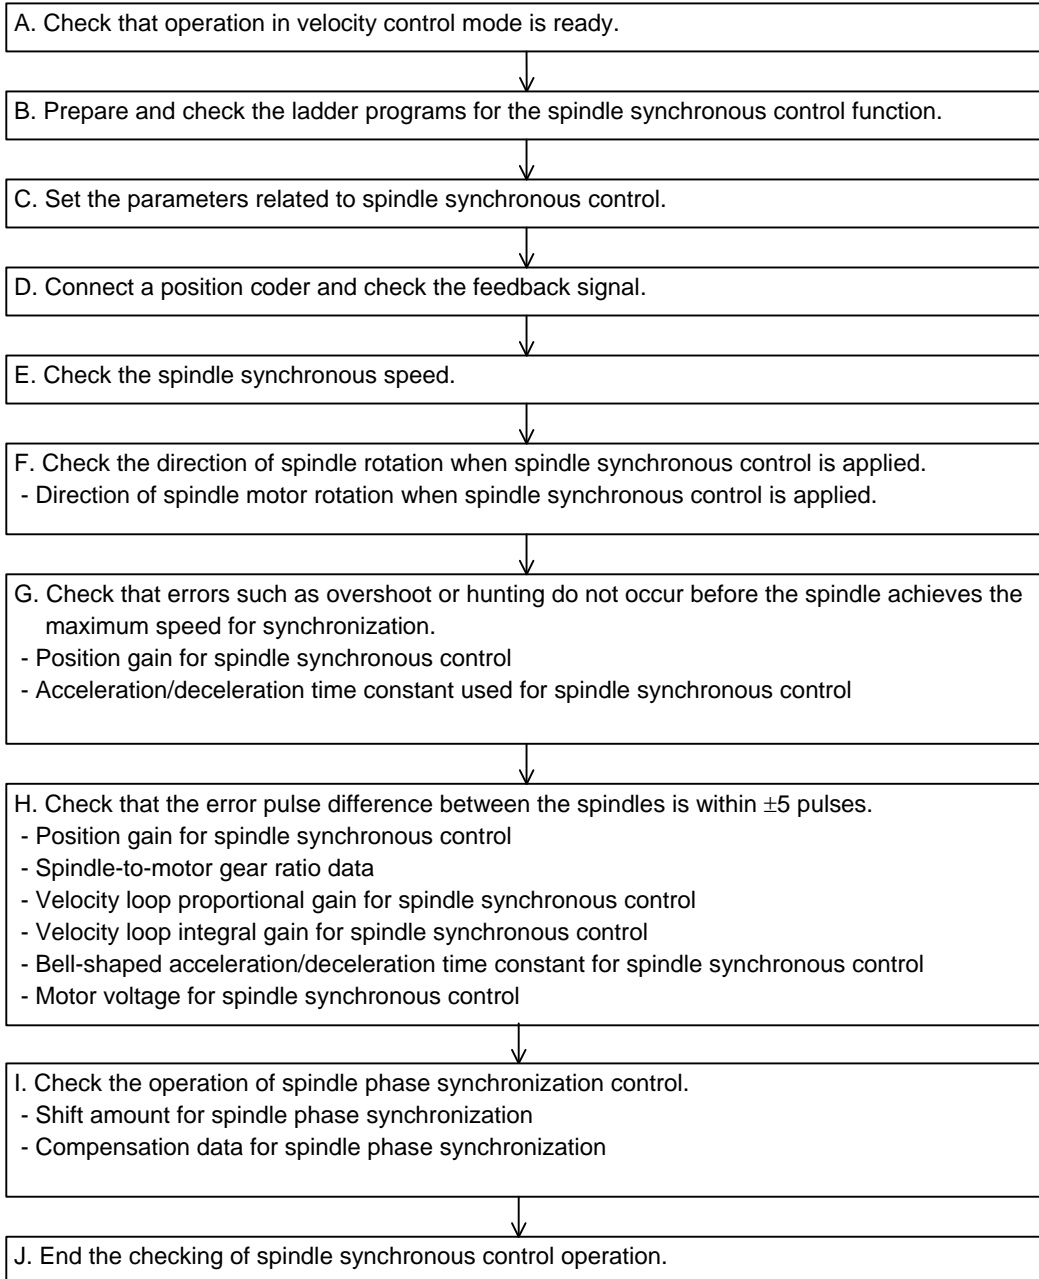 A. Check that operation in velocity control mode is ready.
B. Prepare and check the ladder programs for the spindle synchronous control function.
C. Set the parameters related to spindle synchronous control.
D. Connect a position coder and check the feedback signal.
E. Check the spindle synchronous speed.
F. Check the direction of spindle rotation when spindle synchronous control is applied.
- Direction of spindle motor rotation when spindle synchronous control is applied.
G. Check that errors such as overshoot or hunting do not occur before the spindle achieves the
maximum speed for synchronization.
- Position gain for spindle synchronous control
- Acceleration/deceleration time constant used for spindle synchronous control
H. Check that the error pulse difference between the spindles is within ±5 pulses.
- Position gain for spindle synchronous control
- Spindle-to-motor gear ratio data
- Velocity loop proportional gain for spindle synchronous control
- Velocity loop integral gain for spindle synchronous control
- Bell-shaped acceleration/deceleration time constant for spindle synchronous control
- Motor voltage for spindle synchronous control
I. Check the operation of spindle phase synchronization control.
- Shift amount for spindle phase synchronization
- Compensation data for spindle phase synchronization
J. End the checking of spindle synchronous control operation.